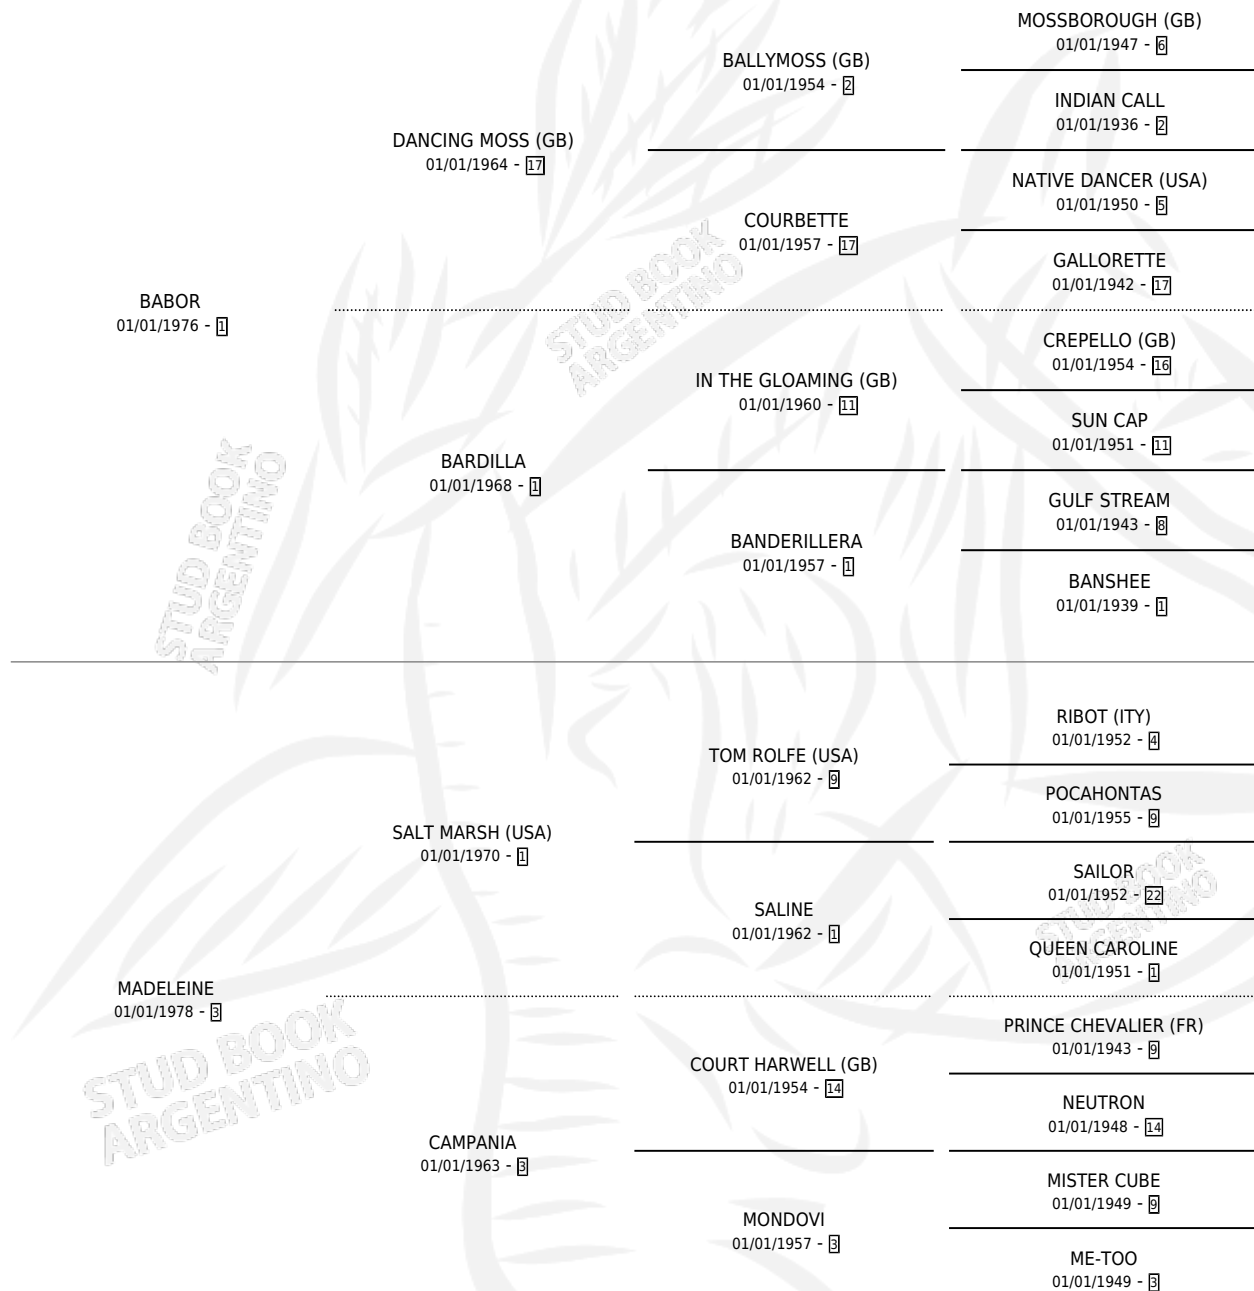 MOSSBOROUGH (GB)
01/01/1947 - 6
BALLYMOSS (GB)
01/01/1954 - 2
INDIAN CALL
01/01/1936 - 2
DANCING MOSS (GB)
01/01/1964 - 17
NATIVE DANCER (USA)
01/01/1950 - 5
COURBETTE
01/01/1957 - 17
GALLORETTE
01/01/1942 - 17
BABOR
01/01/1976 - 1
CREPELLO (GB)
01/01/1954 - 16
IN THE GLOAMING (GB)
01/01/1960 - 11
SUN CAP
01/01/1951 - 11
BARDILLA
01/01/1968 - 1
GULF STREAM
01/01/1943 - 8
BANDERILLERA
01/01/1957 - 1
BANSHEE
01/01/1939 - 1
RIBOT (ITY)
01/01/1952 - 4
TOM ROLFE (USA)
01/01/1962 - 9
POCAHONTAS
01/01/1955 - 9
SALT MARSH (USA)
01/01/1970 - 1
SAILOR
01/01/1952 - 22
SALINE
01/01/1962 - 1
QUEEN CAROLINE
01/01/1951 - 1
MADELEINE
01/01/1978 - 3
PRINCE CHEVALIER (FR)
01/01/1943 - 9
COURT HARWELL (GB)
01/01/1954 - 14
NEUTRON
01/01/1948 - 14
CAMPANIA
01/01/1963 - 3
MISTER CUBE
01/01/1949 - 9
MONDOVI
01/01/1957 - 3
ME-TOO
01/01/1949 - 3
STUD BOOK
ARGENTINO
STUD BOOK
ARGENTINO
STUD BOOK
ARGENTINO
STUD BOOK
ARGENTINO